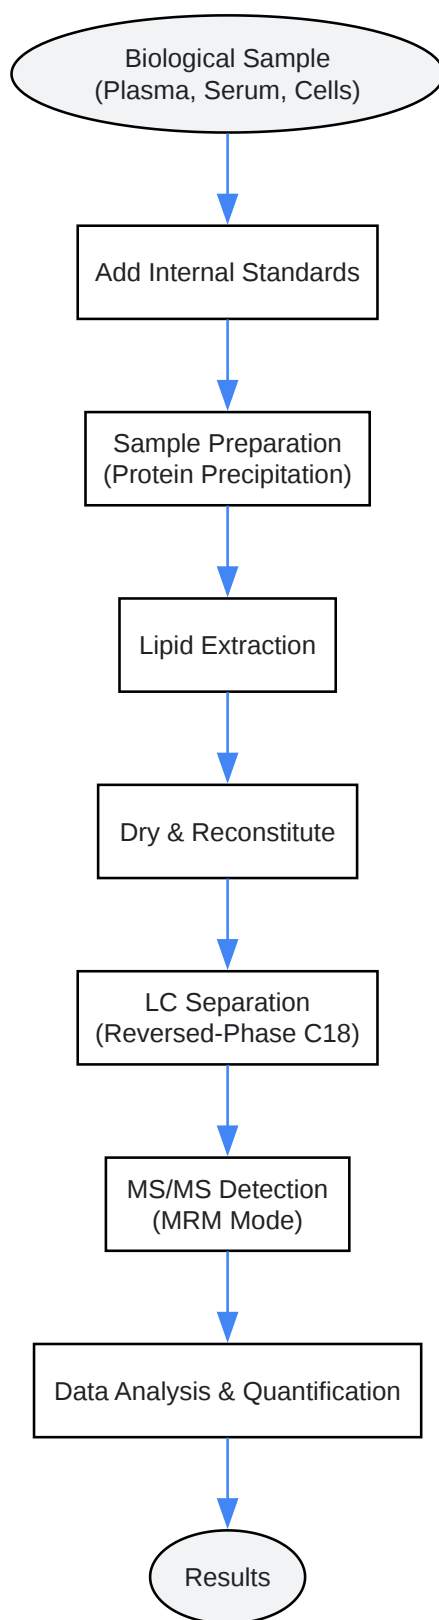 Biological Sample
(Plasma, Serum, Cells)
Add Internal Standards
Sample Preparation
(Protein Precipitation)
Lipid Extraction
Dry & Reconstitute
LC Separation
(Reversed-Phase C18)
MS/MS Detection
(MRM Mode)
Data Analysis & Quantification
Results